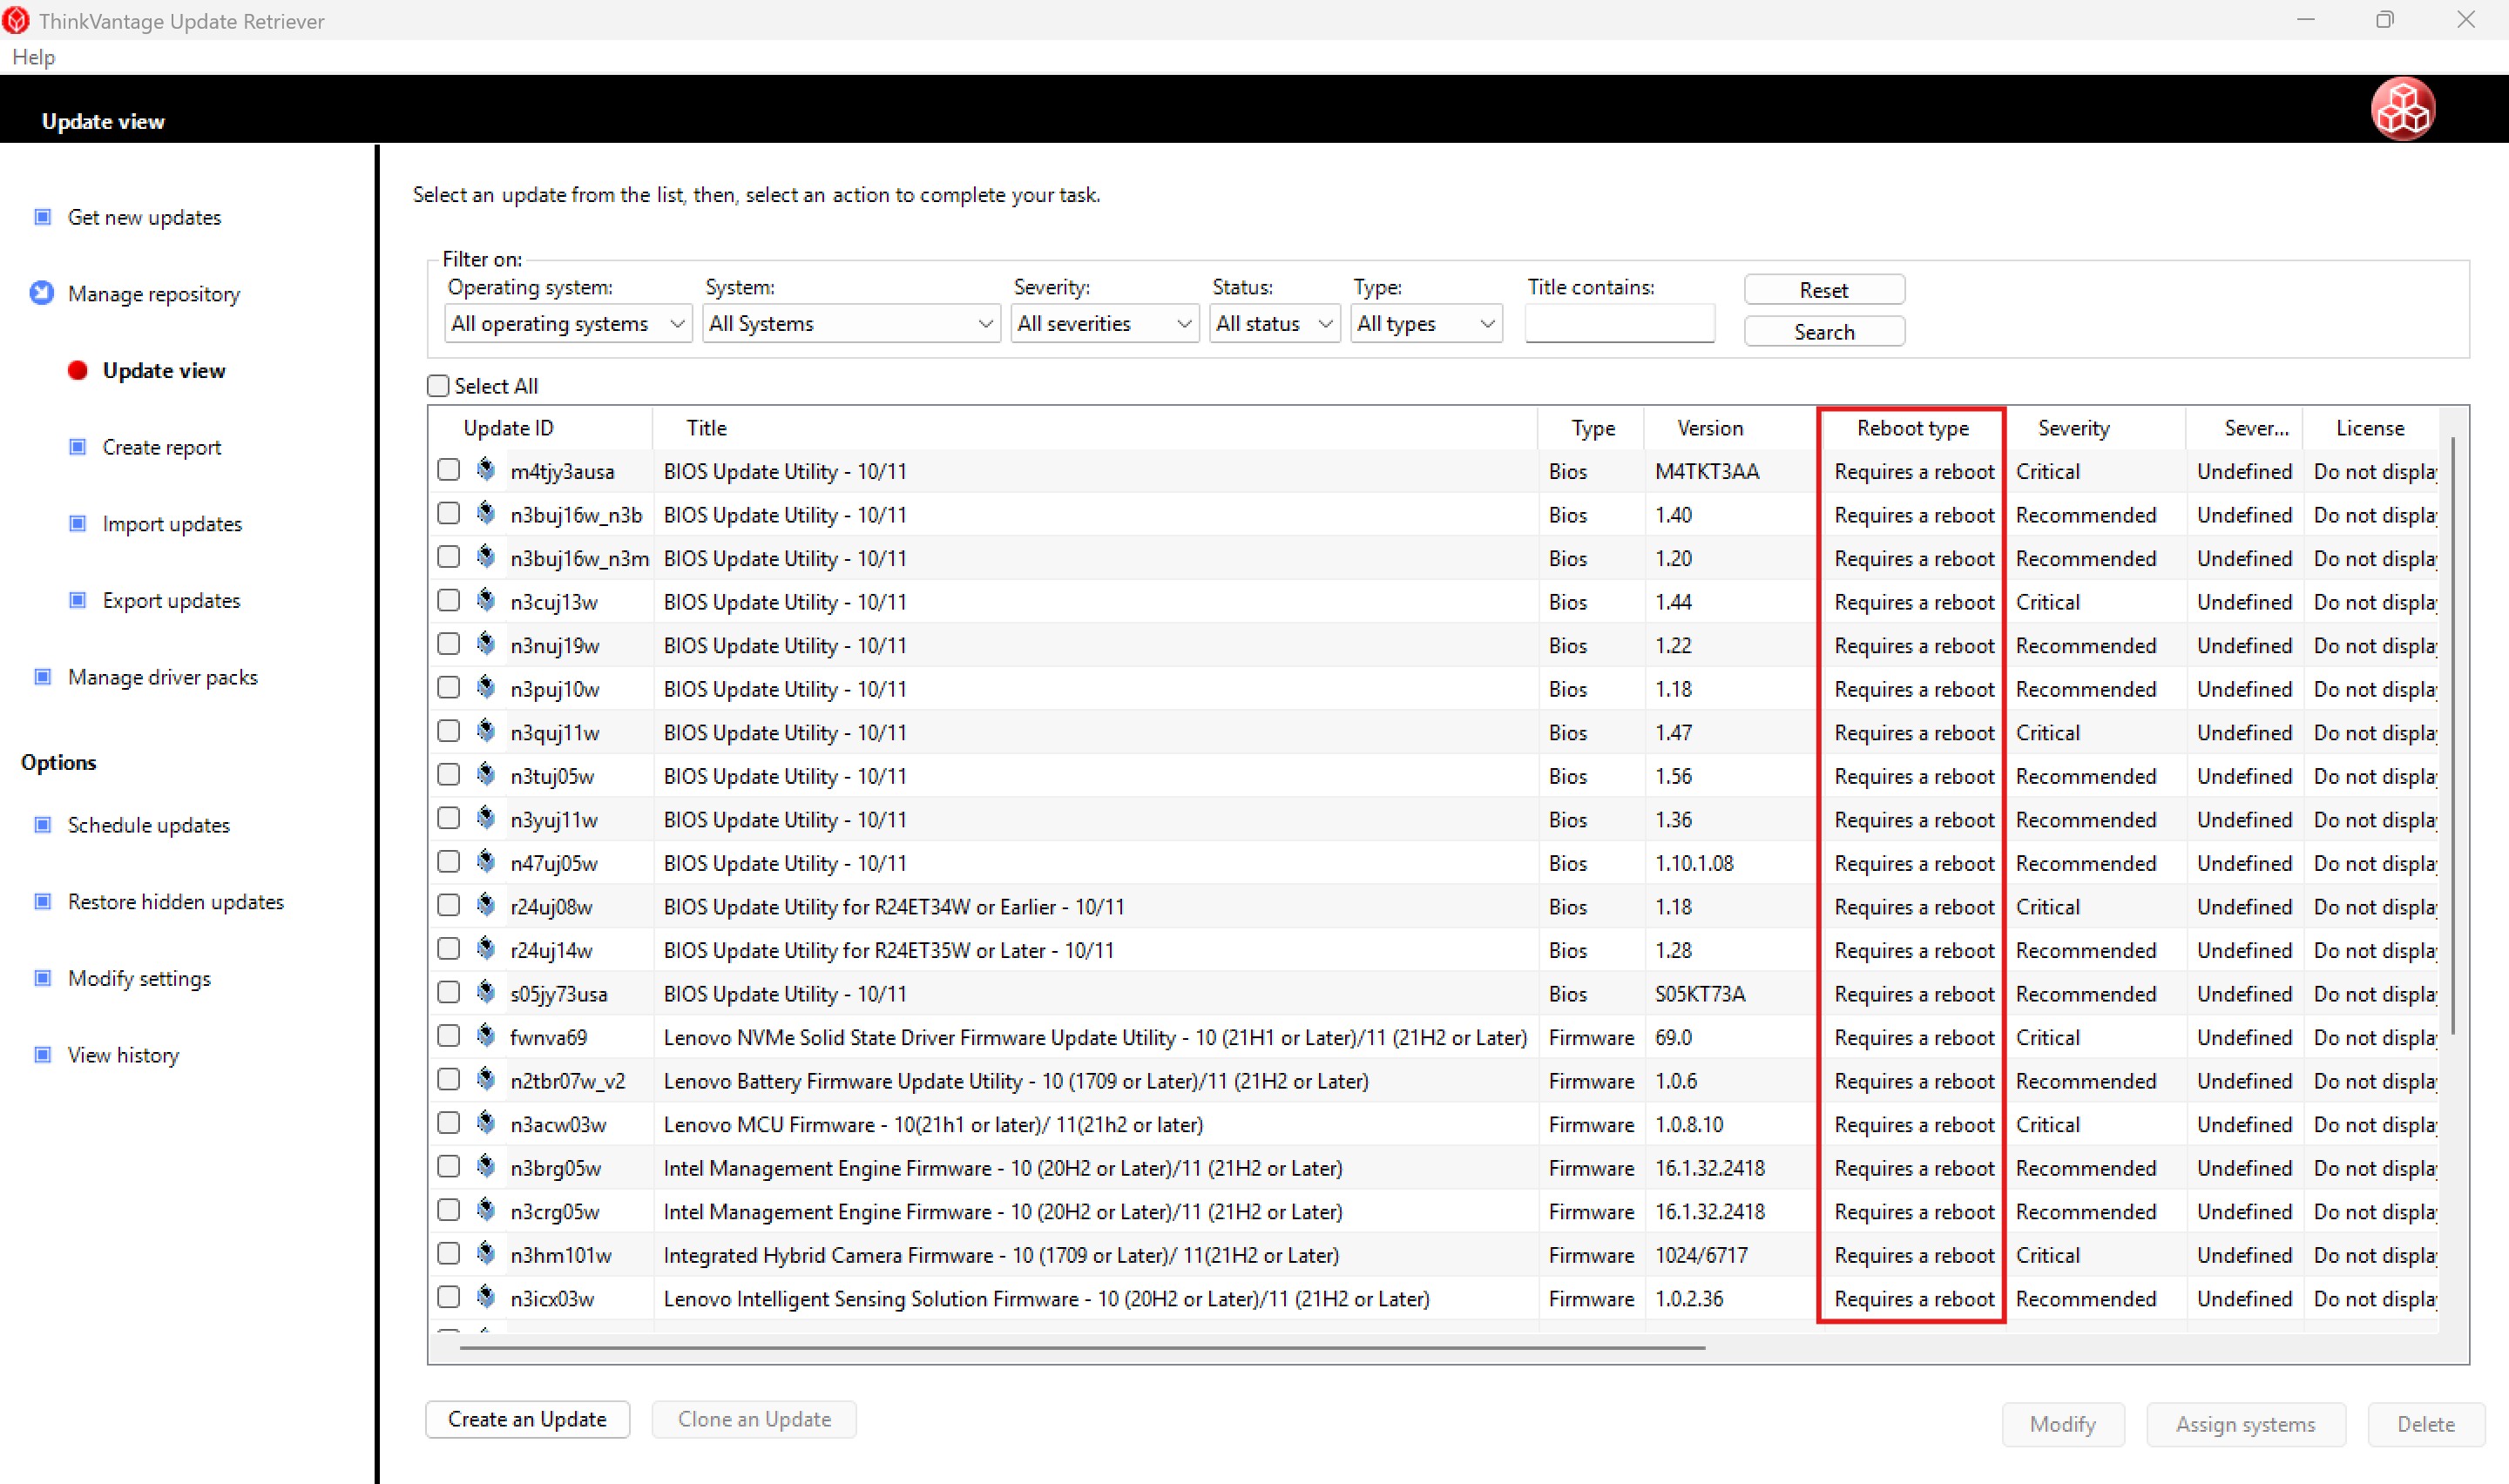 ThinkVantage Update Retriever
Help
Update view
Get new updates
Manage repository
Update view
Create report
Import updates
Export updates
Manage driver packs
Options
Schedule updates
Restore hidden updates
Modify settings
View history
Select an update from the list, then, select an action to complete your task.
Filter on:
Operating system: System: Severity: Status: Type: Title contains: Reset
All operating systems All Systems All severities All status All types Search
Select All
Update ID Title Type Version Reboot type Severity Sever... License
m4tjy3ausa BIOS Update Utility - 10/11 Bios M4TKT3AA Requires a reboot Critical Undefined Do not displa
n3buj16w_n3b BIOS Update Utility - 10/11 Bios 1.40 Requires a reboot Recommended Undefined Do not displa
n3buj16w_n3m BIOS Update Utility - 10/11 Bios 1.20 Requires a reboot Recommended Undefined Do not displa
n3cuj13w BIOS Update Utility - 10/11 Bios 1.44 Requires a reboot Critical Undefined Do not displa
n3nuj19w BIOS Update Utility - 10/11 Bios 1.22 Requires a reboot Recommended Undefined Do not displa
n3puj10w BIOS Update Utility - 10/11 Bios 1.18 Requires a reboot Recommended Undefined Do not displa
n3quj11w BIOS Update Utility - 10/11 Bios 1.47 Requires a reboot Critical Undefined Do not displa
n3tuj05w BIOS Update Utility - 10/11 Bios 1.56 Requires a reboot Recommended Undefined Do not displa
n3yuj11w BIOS Update Utility - 10/11 Bios 1.36 Requires a reboot Recommended Undefined Do not displa
n47uj05w BIOS Update Utility - 10/11 Bios 1.10.1.08 Requires a reboot Recommended Undefined Do not displa
r24uj08w BIOS Update Utility for R24ET34W or Earlier - 10/11 Bios 1.18 Requires a reboot Critical Undefined Do not displa
r24uj14w BIOS Update Utility for R24ET35W or Later - 10/11 Bios 1.28 Requires a reboot Recommended Undefined Do not displa
s05jy73usa BIOS Update Utility - 10/11 Bios S05KT73A Requires a reboot Recommended Undefined Do not displa
fwnva69 Lenovo NVMe Solid State Driver Firmware Update Utility - 10 (21H1 or Later)/11 (21H2 or Later) Firmware 69.0 Requires a reboot Critical Undefined Do not displa
n2tbr07w_v2 Lenovo Battery Firmware Update Utility - 10 (1709 or Later)/11 (21H2 or Later) Firmware 1.0.6 Requires a reboot Recommended Undefined Do not displa
n3acw03w Lenovo MCU Firmware - 10(21h1 or later)/ 11(21h2 or later) Firmware 1.0.8.10 Requires a reboot Critical Undefined Do not displa
n3brg05w Intel Management Engine Firmware - 10 (20H2 or Later)/11 (21H2 or Later) Firmware 16.1.32.2418 Requires a reboot Recommended Undefined Do not displa
n3crg05w Intel Management Engine Firmware - 10 (20H2 or Later)/11 (21H2 or Later) Firmware 16.1.32.2418 Requires a reboot Recommended Undefined Do not displa
n3hm101w Integrated Hybrid Camera Firmware - 10 (1709 or Later)/ 11(21H2 or Later) Firmware 1024/6717 Requires a reboot Critical Undefined Do not displa
n3icx03w Lenovo Intelligent Sensing Solution Firmware - 10 (20H2 or Later)/11 (21H2 or Later) Firmware 1.0.2.36 Requires a reboot Recommended Undefined Do not displa
Create an Update Clone an Update Modify Assign systems Delete